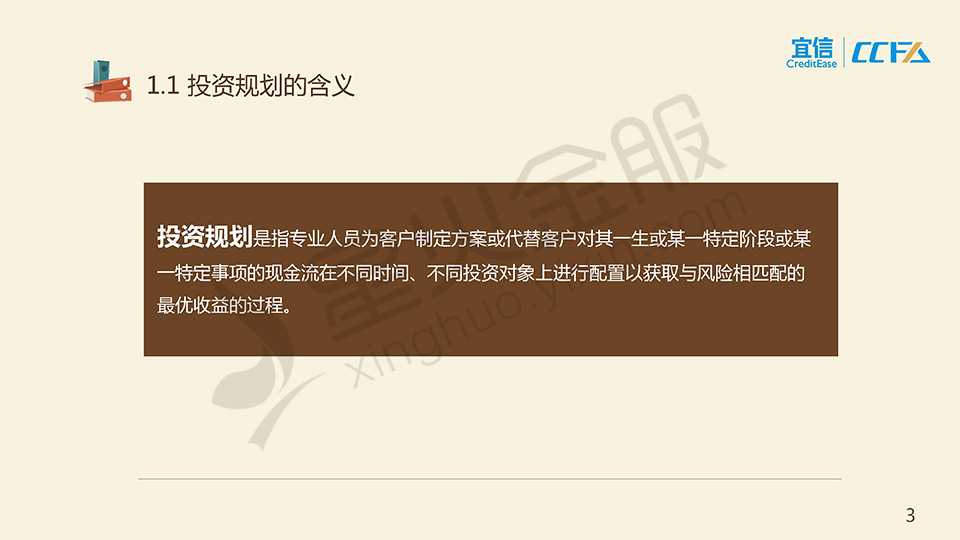 宜信
CreditEase
CCFA
1.1 投资规划的含义
投资规划是指专业人员为客户制定方案或代替客户对其一生或某一特定阶段或某
一特定事项的现金流在不同时间、不同投资对象上进行配置以获取与风险相匹配的
最优收益的过程。
星火金服
3